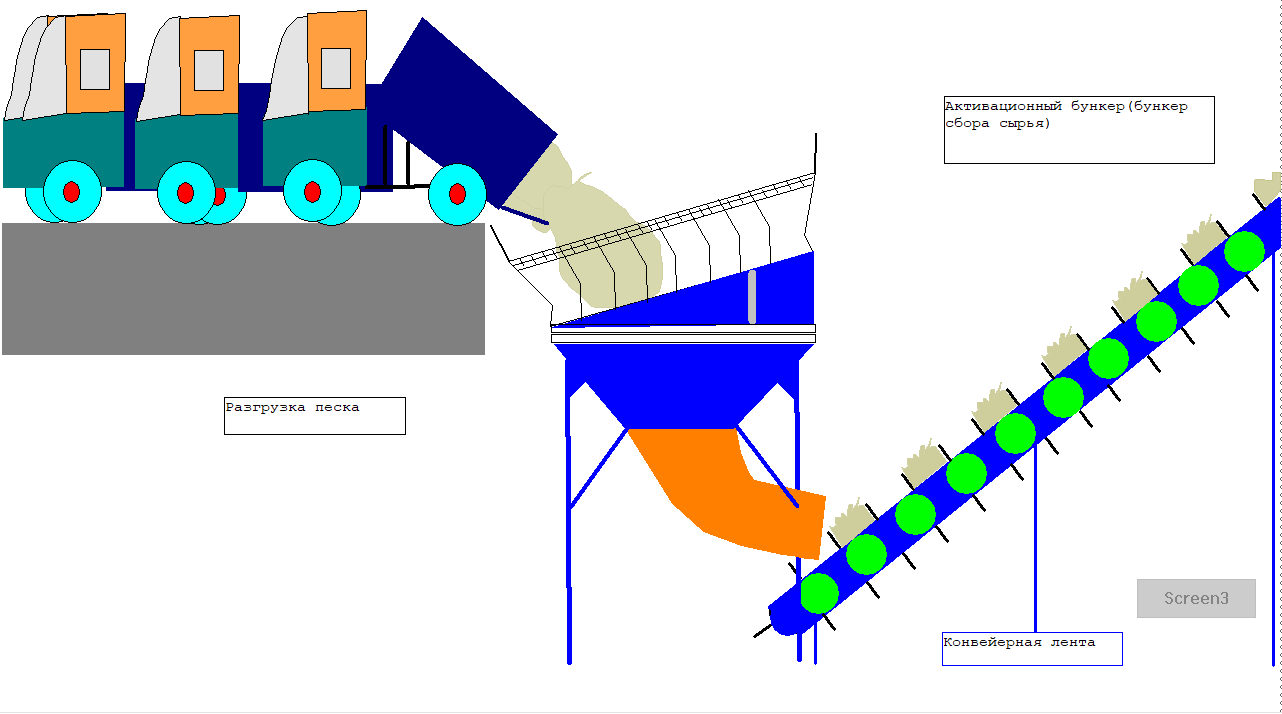 Активационный бункер(бункер
сбора сырья)
Разгрузка песка
Screen3
Конвейерная лента